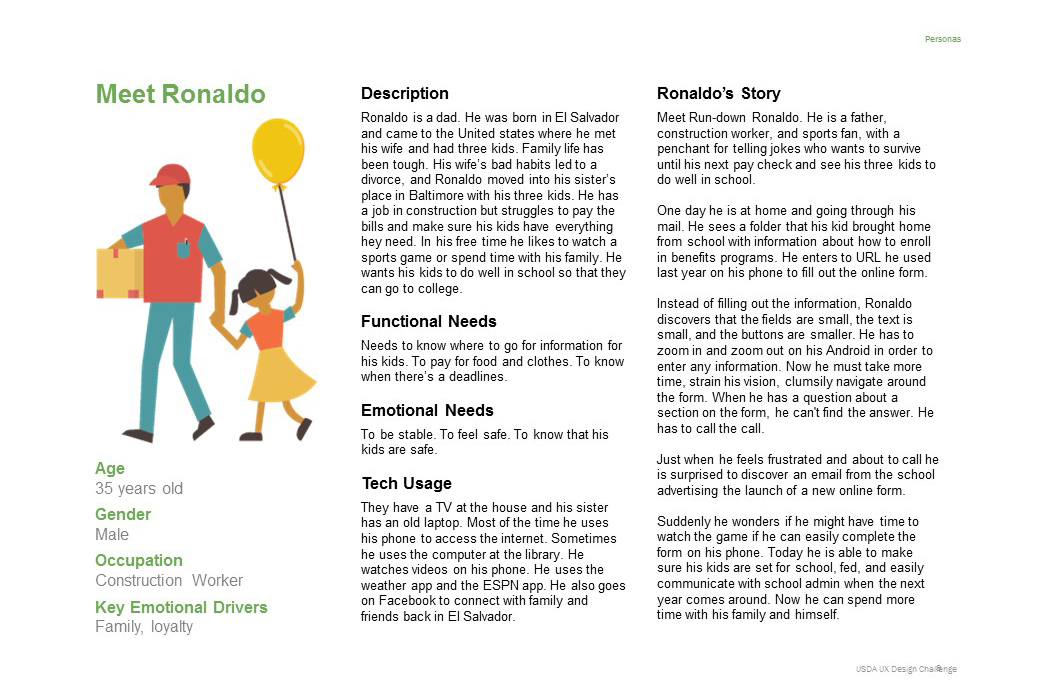 Personas
Meet Ronaldo
Age
35 years old
Gender
Male
Occupation
Construction Worker
Key Emotional Drivers
Family, loyalty
Description
Ronaldo is a dad. He was born in El Salvador
and came to the United states where he met
his wife and had three kids. Family life has
been tough. His wife's bad habits led to a
divorce, and Ronaldo moved into his sister's
place in Baltimore with his three kids. He has
a job in construction but struggles to pay the
bills and make sure his kids have everything
hey need. In his free time he likes to watch a
sports game or spend time with his family. He
wants his kids to do well in school so that they
can go to college.
Functional Needs
Needs to know where to go for information for
his kids. To pay for food and clothes. To know
when there's a deadlines.
Emotional Needs
To be stable. To feel safe. To know that his
kids are safe.
Tech Usage
They have a TV at the house and his sister
has an old laptop. Most of the time he uses
his phone to access the internet. Sometimes
he uses the computer at the library. He
watches videos on his phone. He uses the
weather app and the ESPN app. He also goes
on Facebook to connect with family and
friends back in El Salvador.
Ronaldo's Story
Meet Run-down Ronaldo. He is a father,
construction worker, and sports fan, with a
penchant for telling jokes who wants to survive
until his next pay check and see his three kids to
do well in school.
One day he is at home and going through his
mail. He sees a folder that his kid brought home
from school with information about how to enroll
in benefits programs. He enters to URL he used
last year on his phone to fill out the online form.
Instead of filling out the information, Ronaldo
discovers that the fields are small, the text is
small, and the buttons are smaller. He has to
zoom in and zoom out on his Android in order to
enter any information. Now he must take more
time, strain his vision, clumsily navigate around
the form. When he has a question about a
section on the form, he can't find the answer. He
has to call the call.
Just when he feels frustrated and about to call he
is surprised to discover an email from the school
advertising the launch of a new online form.
Suddenly he wonders if he might have time to
watch the game if he can easily complete the
form on his phone. Today he is able to make
sure his kids are set for school, fed, and easily
communicate with school admin when the next
year comes around. Now he can spend more
time with his family and himself.
USDA UX Design Challenge